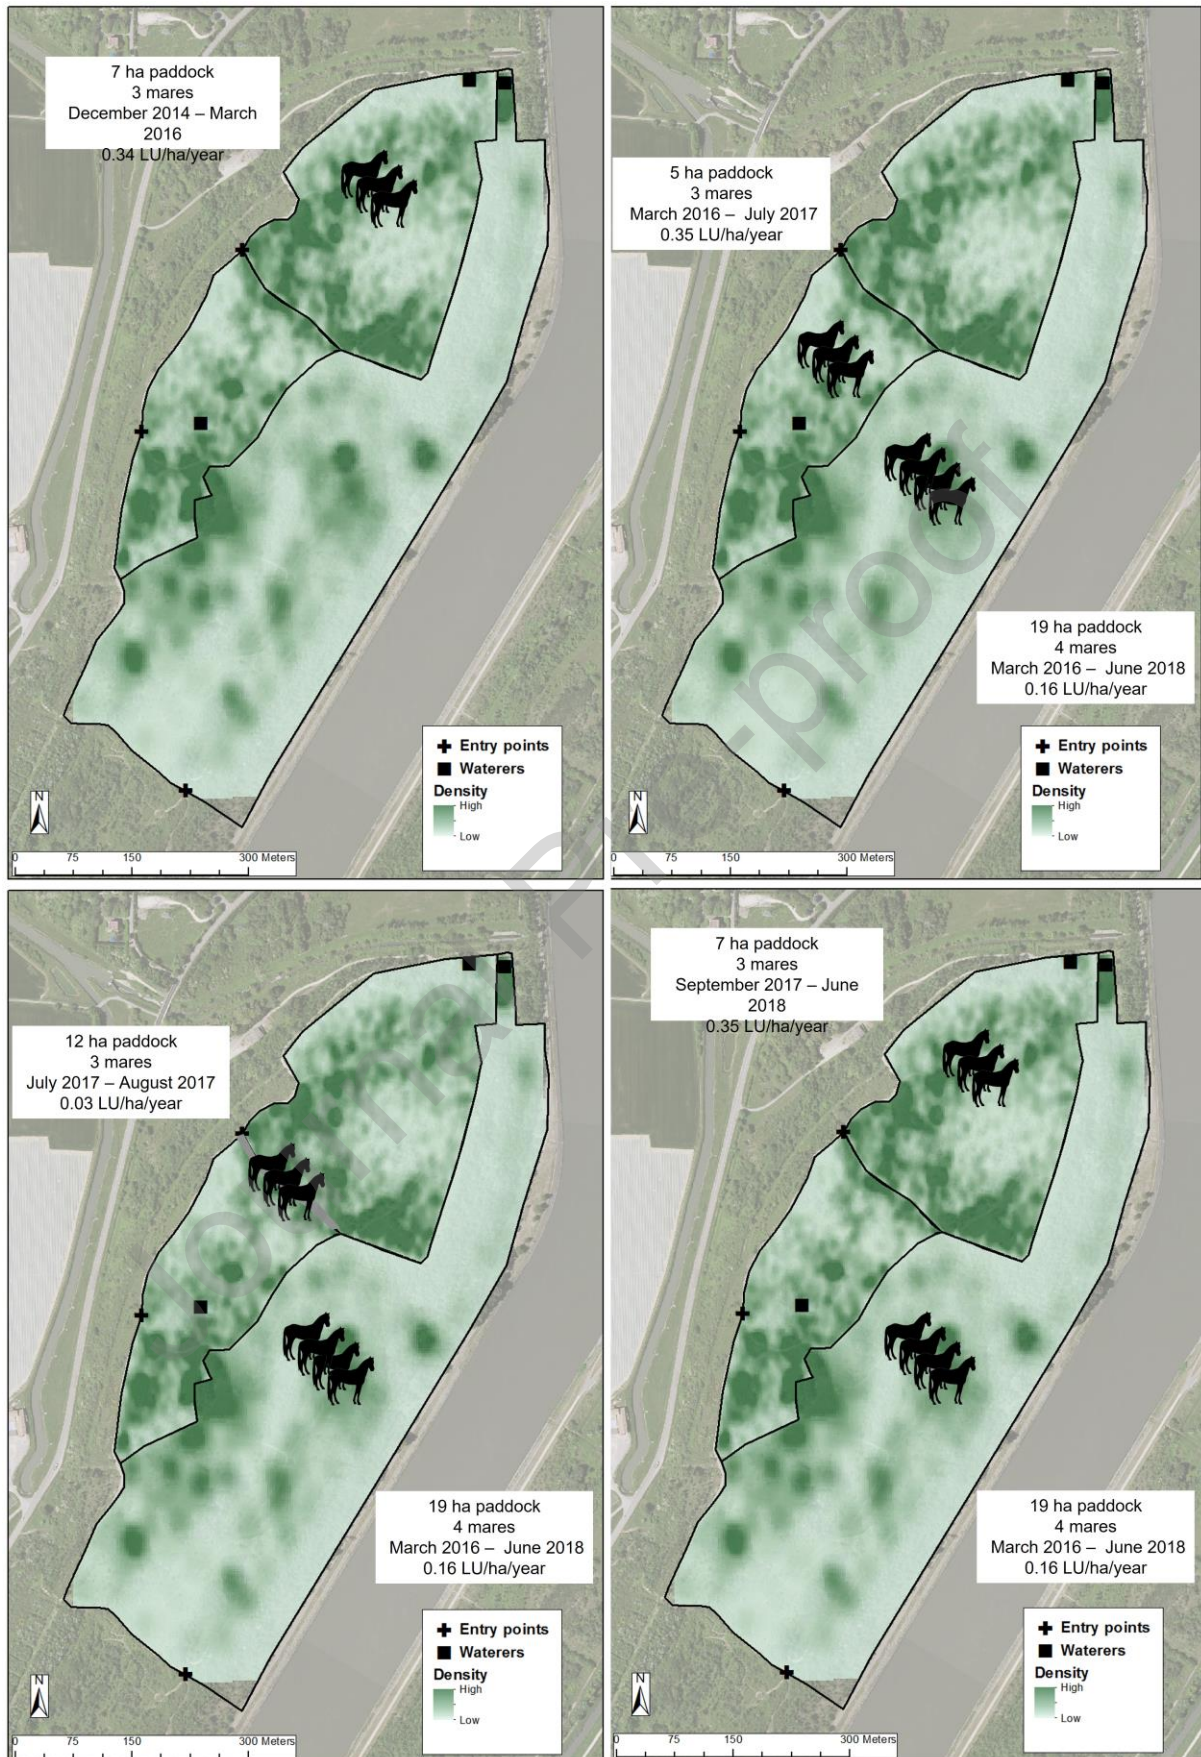 7 ha paddock
3 mares
December 2014 – March
2016
0.34 LU/ha/year
Entry points
Waterers
Density
High
Low
N
0 75 150 300 Meters
5 ha paddock
3 mares
March 2016 – July 2017
0.35 LU/ha/year
19 ha paddock
4 mares
March 2016 – June 2018
0.16 LU/ha/year
Entry points
Waterers
Density
High
Low
N
0 75 150 300 Meters
12 ha paddock
3 mares
July 2017 – August 2017
0.03 LU/ha/year
19 ha paddock
4 mares
March 2016 – June 2018
0.16 LU/ha/year
Entry points
Waterers
Density
High
Low
N
0 75 150 300 Meters
7 ha paddock
3 mares
September 2017 – June
2018
0.35 LU/ha/year
19 ha paddock
4 mares
March 2016 – June 2018
0.16 LU/ha/year
Entry points
Waterers
Density
High
Low
N
0 75 150 300 Meters
Journal Pre-proof